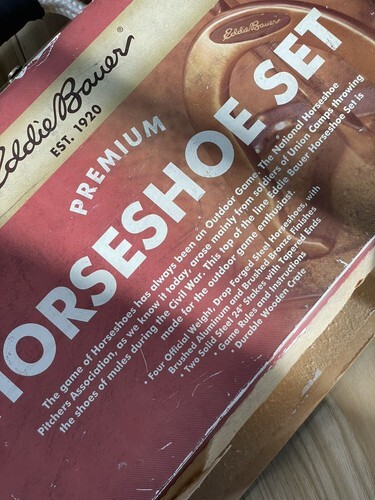 Eddie Bauer
EST. 1920
Eddie Bauer
PREMIUM
HORSESHOE SET
The game of Horseshoes has always been an Outdoor Game. The National Horseshoe
Pitchers Association, as we know it today, arose mainly from soldiers of Union Camps throwing
the shoes of mules during the Civil War. This top of the line Eddie Bauer Horseshoe Set is
made for the outdoor game enthusiast.
• Four Official Weight Drop Forged Steel Horseshoes, with
Brushed Aluminum and Brushed Bronze Finishes
• Two Solid Steel 24" Stakes with Tapered Ends
• Game Rules and Instructions
• Durable Wooden Crate